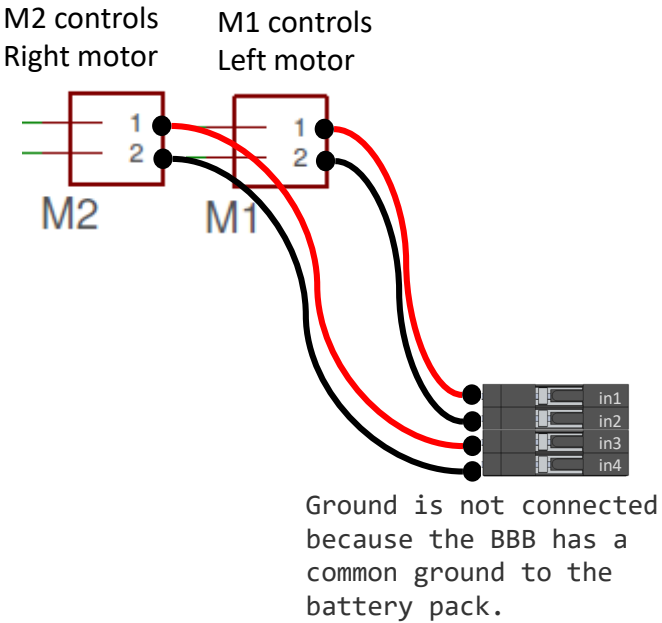 M2 controls
Right motor
M1 controls
Left motor
1
2
M2
1
2
M1
in1
in2
in3
in4
Ground is not connected
because the BBB has a
common ground to the
battery pack.